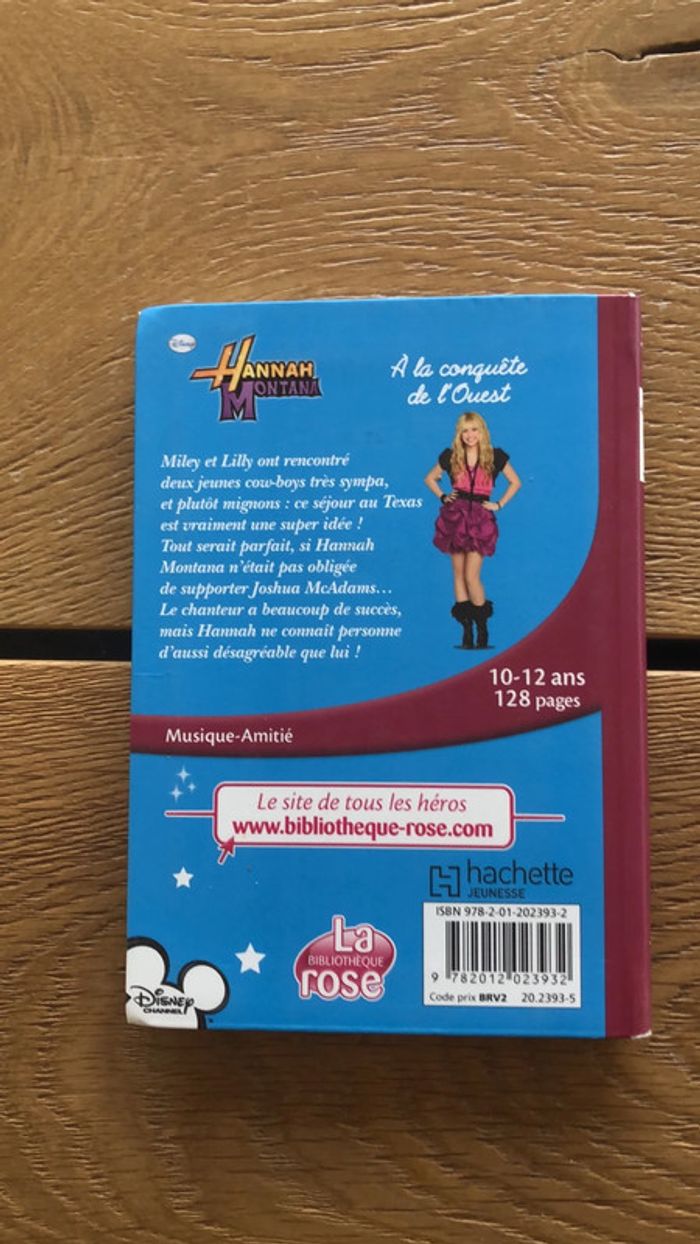 Disney
HANNAH
MONTANA
À la conquête
de l'Ouest
Miley et Lilly ont rencontré
deux jeunes cow-boys très sympa,
et plutôt mignons : ce séjour au Texas
est vraiment une super idée !
Tout serait parfait, si Hannah
Montana n'était pas obligée
de supporter Joshua McAdams...
Le chanteur a beaucoup de succès,
mais Hannah ne connait personne
d'aussi désagréable que lui !
10-12 ans
128 pages
Musique-Amitié
Le site de tous les héros
www.bibliotheque-rose.com
hachette
JEUNESSE
ISBN 978-2-01-202393-2
9 782012 023932
Code prix BRV2 20.2393-5
La
BIBLIOTHÈQUE
rose
Disney
CHANNEL